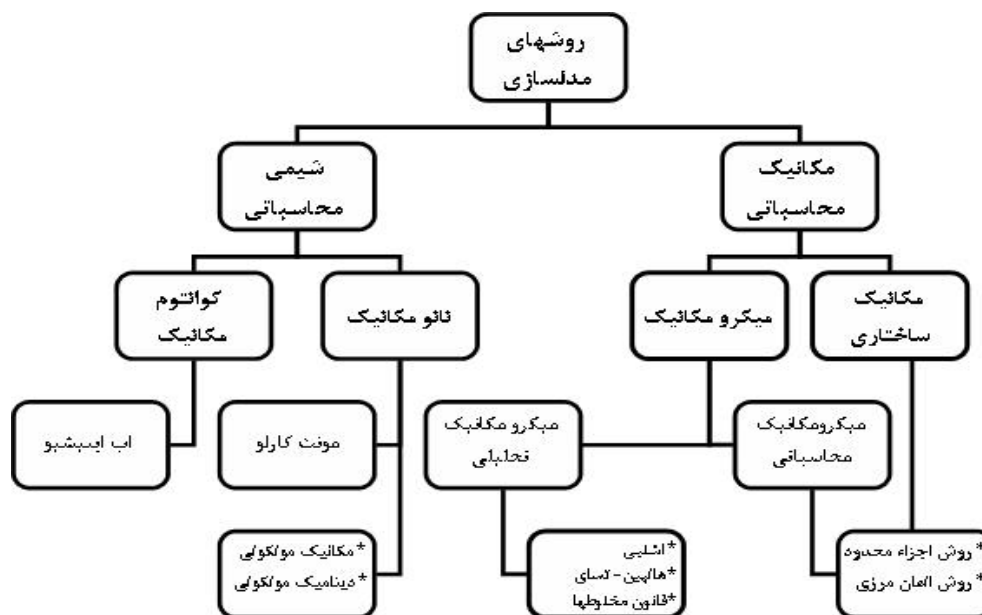 روشهای
مدلسازی
مکانیک
محاسباتی
شیمی
محاسباتی
مکانیک
ساختاری
میکرو مکانیک
نانو مکانیک
کوانتوم
مکانیک
میکرومکانیک
محاسباتی
میکرو مکانیک
تحلیلی
مونت کارلو
اب اینیشیو
* روش اجزاء محدود
* روش المان مرزی
* اشلبی
* هالپین-تسای
* قانون مخلوطها
* مکانیک مولکولی
* دینامیک مولکولی